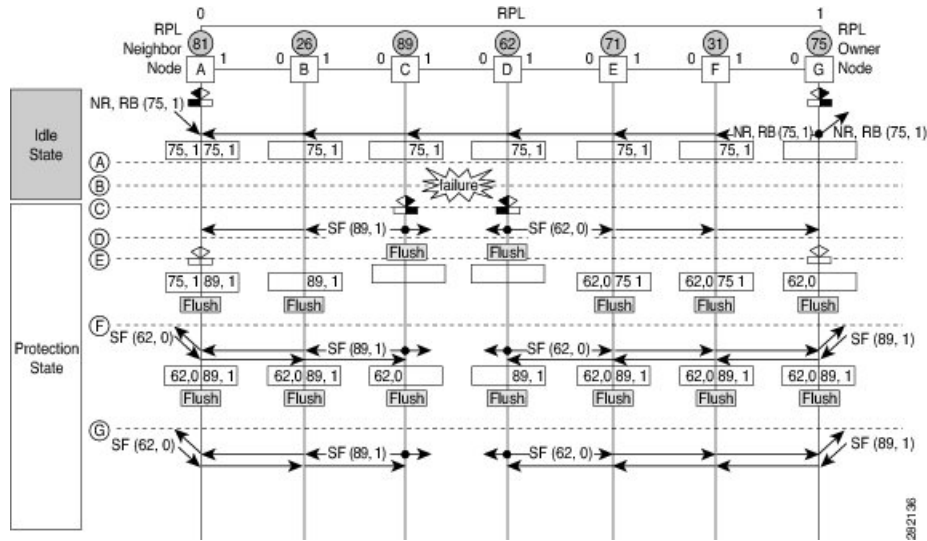 0 RPL 1
RPL Neighbor Node 81 26 89 62 71 31 75 RPL Owner Node
A 1 0 B 1 0 C 1 0 D 1 0 E 1 0 F 1 0 G
Idle State
NR, RB (75, 1) NR, RB (75, 1) NR, RB (75, 1)
75, 1 75, 1 75, 1 75, 1 75, 1 75, 1 75, 1
A
B failure
C
SF (89, 1) SF (62, 0)
D
Flush Flush
E
75, 1 89, 1 89, 1 62,0 75 1 62,0 75 1 62,0
Flush Flush Flush Flush Flush
Protection State
F
SF (62, 0) SF (89, 1) SF (62, 0) SF (89, 1)
62,0 89, 1 62,0 89, 1 62,0 89, 1 62,0 89, 1 62,0 89, 1 62,0 89, 1
Flush Flush Flush Flush Flush Flush Flush
G
SF (62, 0) SF (89, 1) SF (62, 0) SF (89, 1)
282136